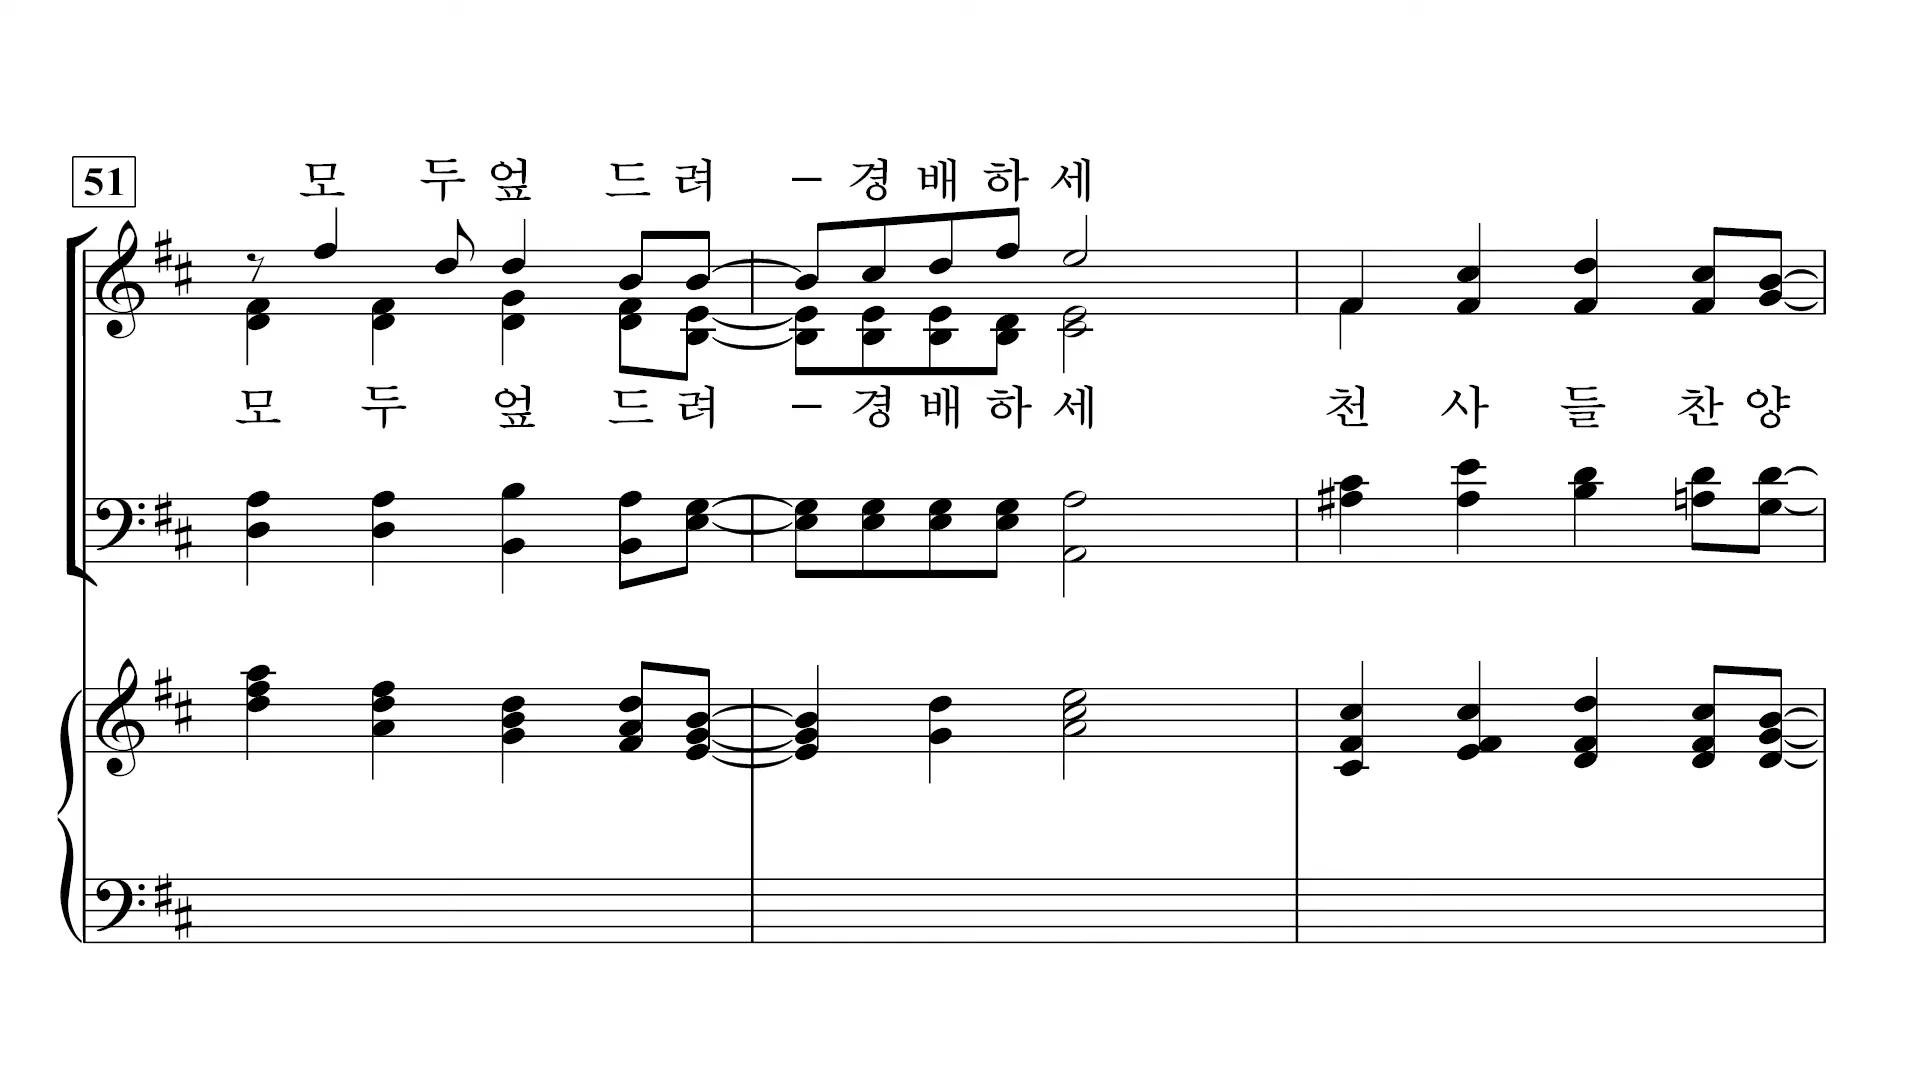 51
모 두 엎 드 려 – 경 배 하 세
모 두 엎 드 려 – 경 배 하 세 천 사 들 찬 양